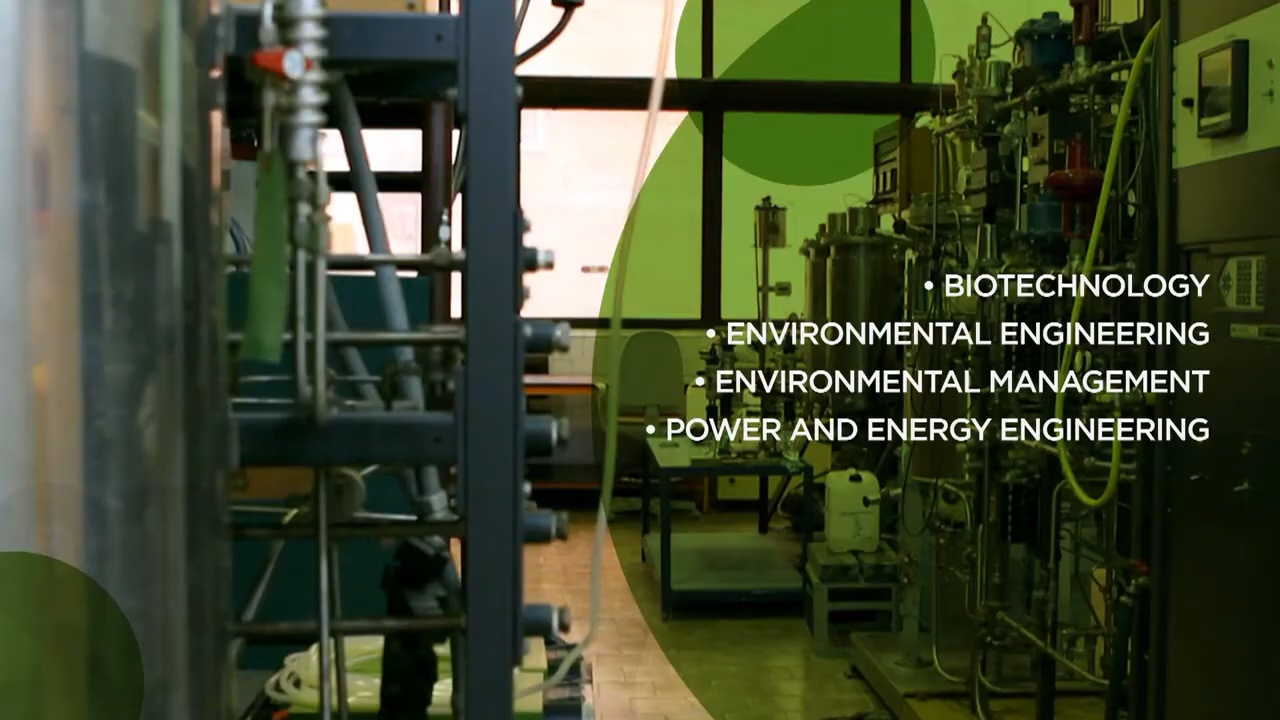 • BIOTECHNOLOGY
• ENVIRONMENTAL ENGINEERING
• ENVIRONMENTAL MANAGEMENT
• POWER AND ENERGY ENGINEERING